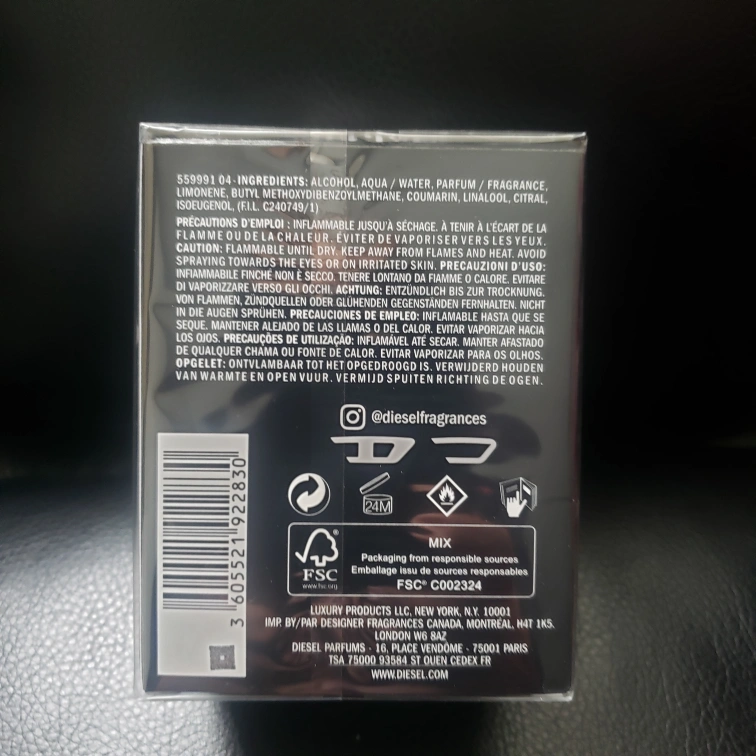 559991 04 - INGREDIENTS: ALCOHOL, AQUA / WATER, PARFUM / FRAGRANCE,
LIMONENE, BUTYL METHOXYDIBENZOYLMETHANE, COUMARIN, LINALOOL, CITRAL,
ISOEUGENOL, (F.I.L. C240749/1)
PRÉCAUTIONS D'EMPLOI : INFLAMMABLE JUSQU'À SÉCHAGE. À TENIR À L'ÉCART DE LA
FLAMME OU DE LA CHALEUR. ÉVITER DE VAPORISER VERS LES YEUX.
CAUTION: FLAMMABLE UNTIL DRY. KEEP AWAY FROM FLAMES AND HEAT. AVOID
SPRAYING TOWARDS THE EYES OR ON IRRITATED SKIN. PRECAUZIONI D'USO:
INFIAMMABILE FINCHÉ NON È SECCO. TENERE LONTANO DA FIAMME O CALORE. EVITARE
DI VAPORIZZARE VERSO GLI OCCHI. ACHTUNG: ENTZÜNDLICH BIS ZUR TROCKNUNG.
VON FLAMMEN, ZÜNDQUELLEN ODER GLÜHENDEN GEGENSTÄNDEN FERNHALTEN. NICHT
IN DIE AUGEN SPRÜHEN. PRECAUCIONES DE EMPLEO: INFLAMABLE HASTA QUE SE
SEQUE. MANTENER ALEJADO DE LAS LLAMAS O DEL CALOR. EVITAR VAPORIZAR HACIA
LOS OJOS. PRECAUÇÕES DE UTILIZAÇÃO: INFLAMÁVEL ATÉ SECAR. MANTER AFASTADO
DE QUALQUER CHAMA OU FONTE DE CALOR. EVITAR VAPORIZAR PARA OS OLHOS.
OPGELET: ONTVLAMBAAR TOT HET OPGEDROOGD IS. VERWIJDERD HOUDEN
VAN WARMTE EN OPEN VUUR. VERMIJD SPUITEN RICHTING DE OGEN.
@dieselfragrances
D
24M
MIX
Packaging from responsible sources
Emballage issu de sources responsables
FSC® C002324
FSC
www.fsc.org
3 605521 922830
LUXURY PRODUCTS LLC, NEW YORK, N.Y. 10001
IMP. BY/PAR DESIGNER FRAGRANCES CANADA, MONTRÉAL, H4T 1K5.
LONDON W6 8AZ
DIESEL PARFUMS - 16, PLACE VENDÔME - 75001 PARIS
TSA 75000 93584 ST OUEN CEDEX FR
WWW.DIESEL.COM